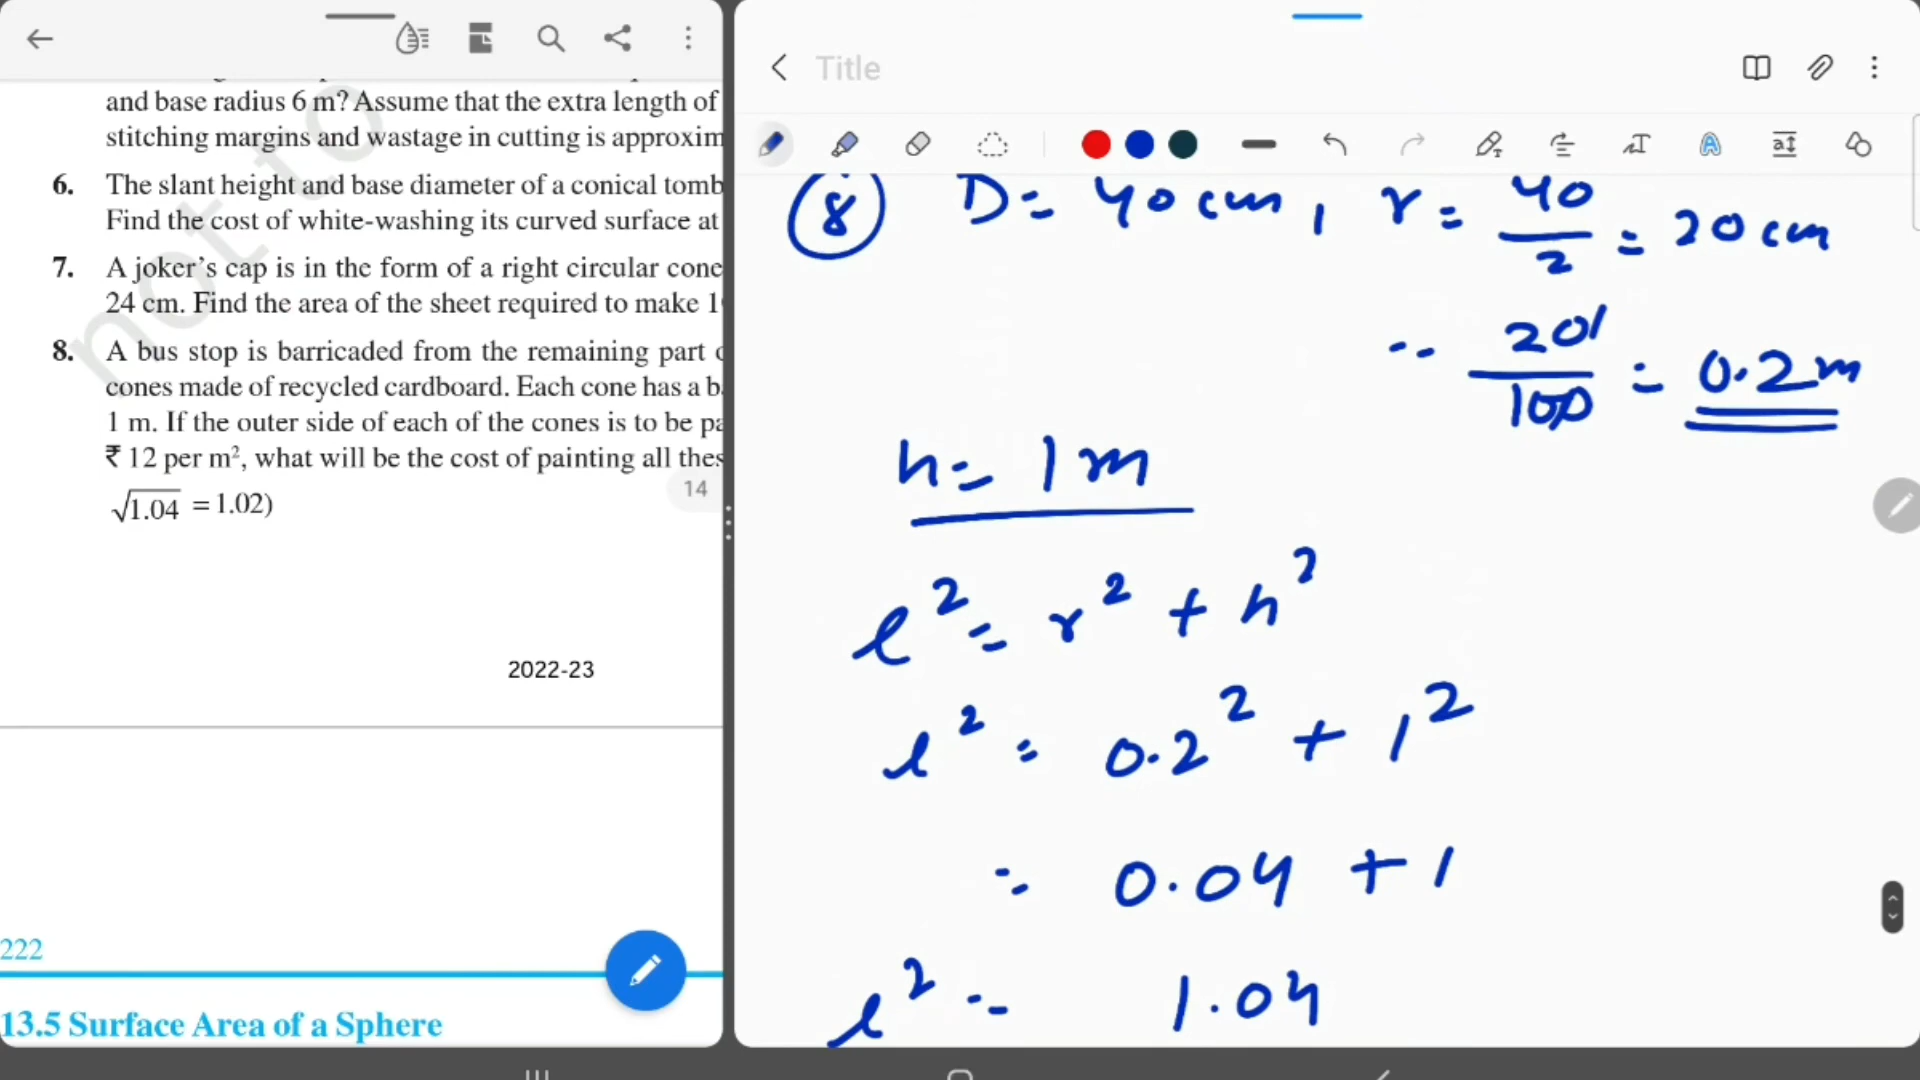 and base radius 6 m? Assume that the extra length of
stitching margins and wastage in cutting is approxim
6. The slant height and base diameter of a conical tomb
Find the cost of white-washing its curved surface at
7. A joker's cap is in the form of a right circular cone
24 cm. Find the area of the sheet required to make 1
8. A bus stop is barricaded from the remaining part
cones made of recycled cardboard. Each cone has a b
1 m. If the outer side of each of the cones is to be pa
₹ 12 per m², what will be the cost of painting all thes
14
√1.04 = 1.02)
not to
2022-23
222
13.5 Surface Area of a Sphere
Title
8 D = 40 cm, r = 40/2 = 20 cm
= 20/100 = 0.2 m
h = 1 m
l² = r² + h²
l² = 0.2² + 1²
= 0.04 + 1
l² = 1.04